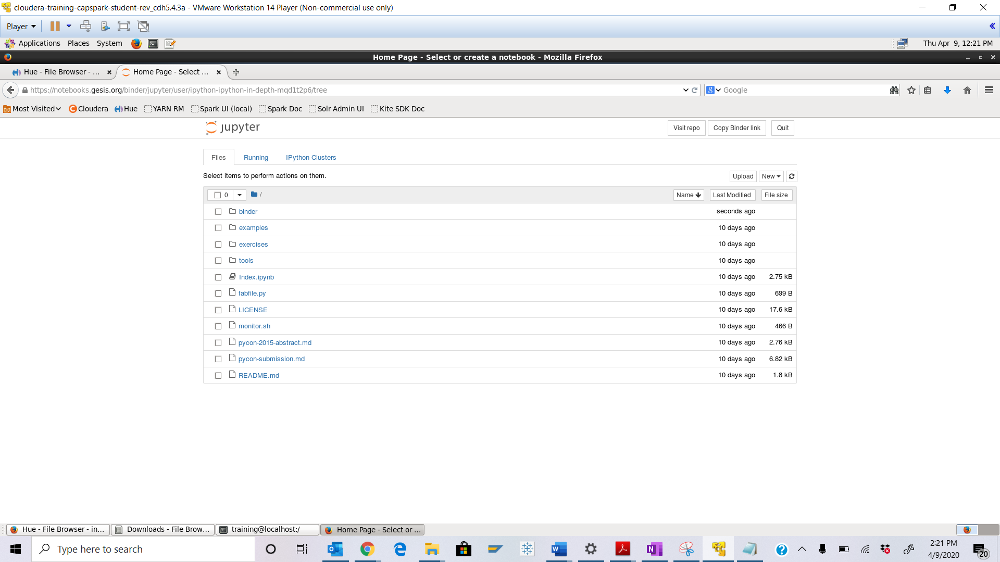 cloudera-training-capspark-student-rev_cdh5.4.3a - VMware Workstation 14 Player (Non-commercial use only)
Player
Applications Places System Thu Apr 9, 12:21 PM
Home Page - Select or create a notebook - Mozilla Firefox
Hue - File Browser - ... Home Page - Select ...
https://notebooks.gesis.org/binder/jupyter/user/ipython-ipython-in-depth-mqd1t2p6/tree Google
Most Visited Cloudera Hue YARN RM Spark UI (local) Spark Doc Solr Admin UI Kite SDK Doc
jupyter Visit repo Copy Binder link Quit
Files Running IPython Clusters
Select items to perform actions on them. Upload New
0 / Name Last Modified File size
binder seconds ago
examples 10 days ago
exercises 10 days ago
tools 10 days ago
Index.ipynb 10 days ago 2.75 kB
fabfile.py 10 days ago 699 B
LICENSE 10 days ago 17.6 kB
monitor.sh 10 days ago 466 B
pycon-2015-abstract.md 10 days ago 2.76 kB
pycon-submission.md 10 days ago 6.82 kB
README.md 10 days ago 1.8 kB
Hue - File Browser - in... Downloads - File Brow... training@localhost:/ Home Page - Select or ...
Type here to search 2:21 PM
4/9/2020 20